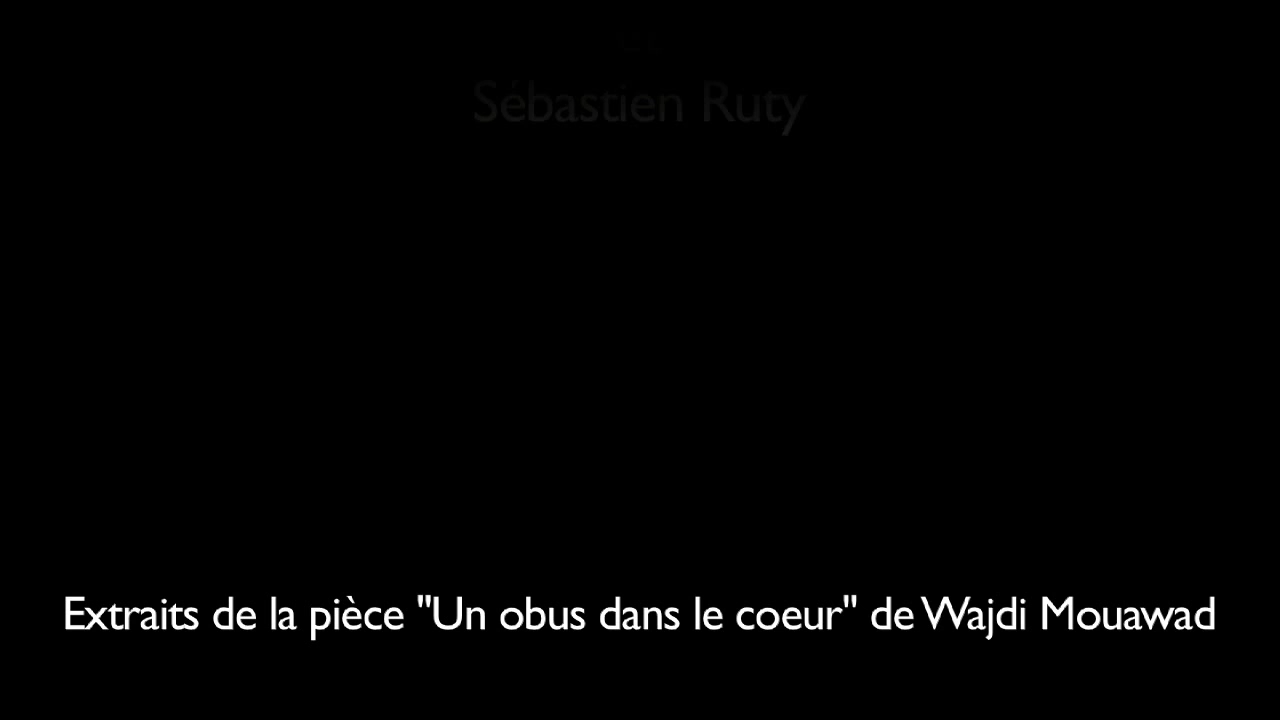 Sébastien Ruty
Extraits de la pièce "Un obus dans le coeur" de Wajdi Mouawad